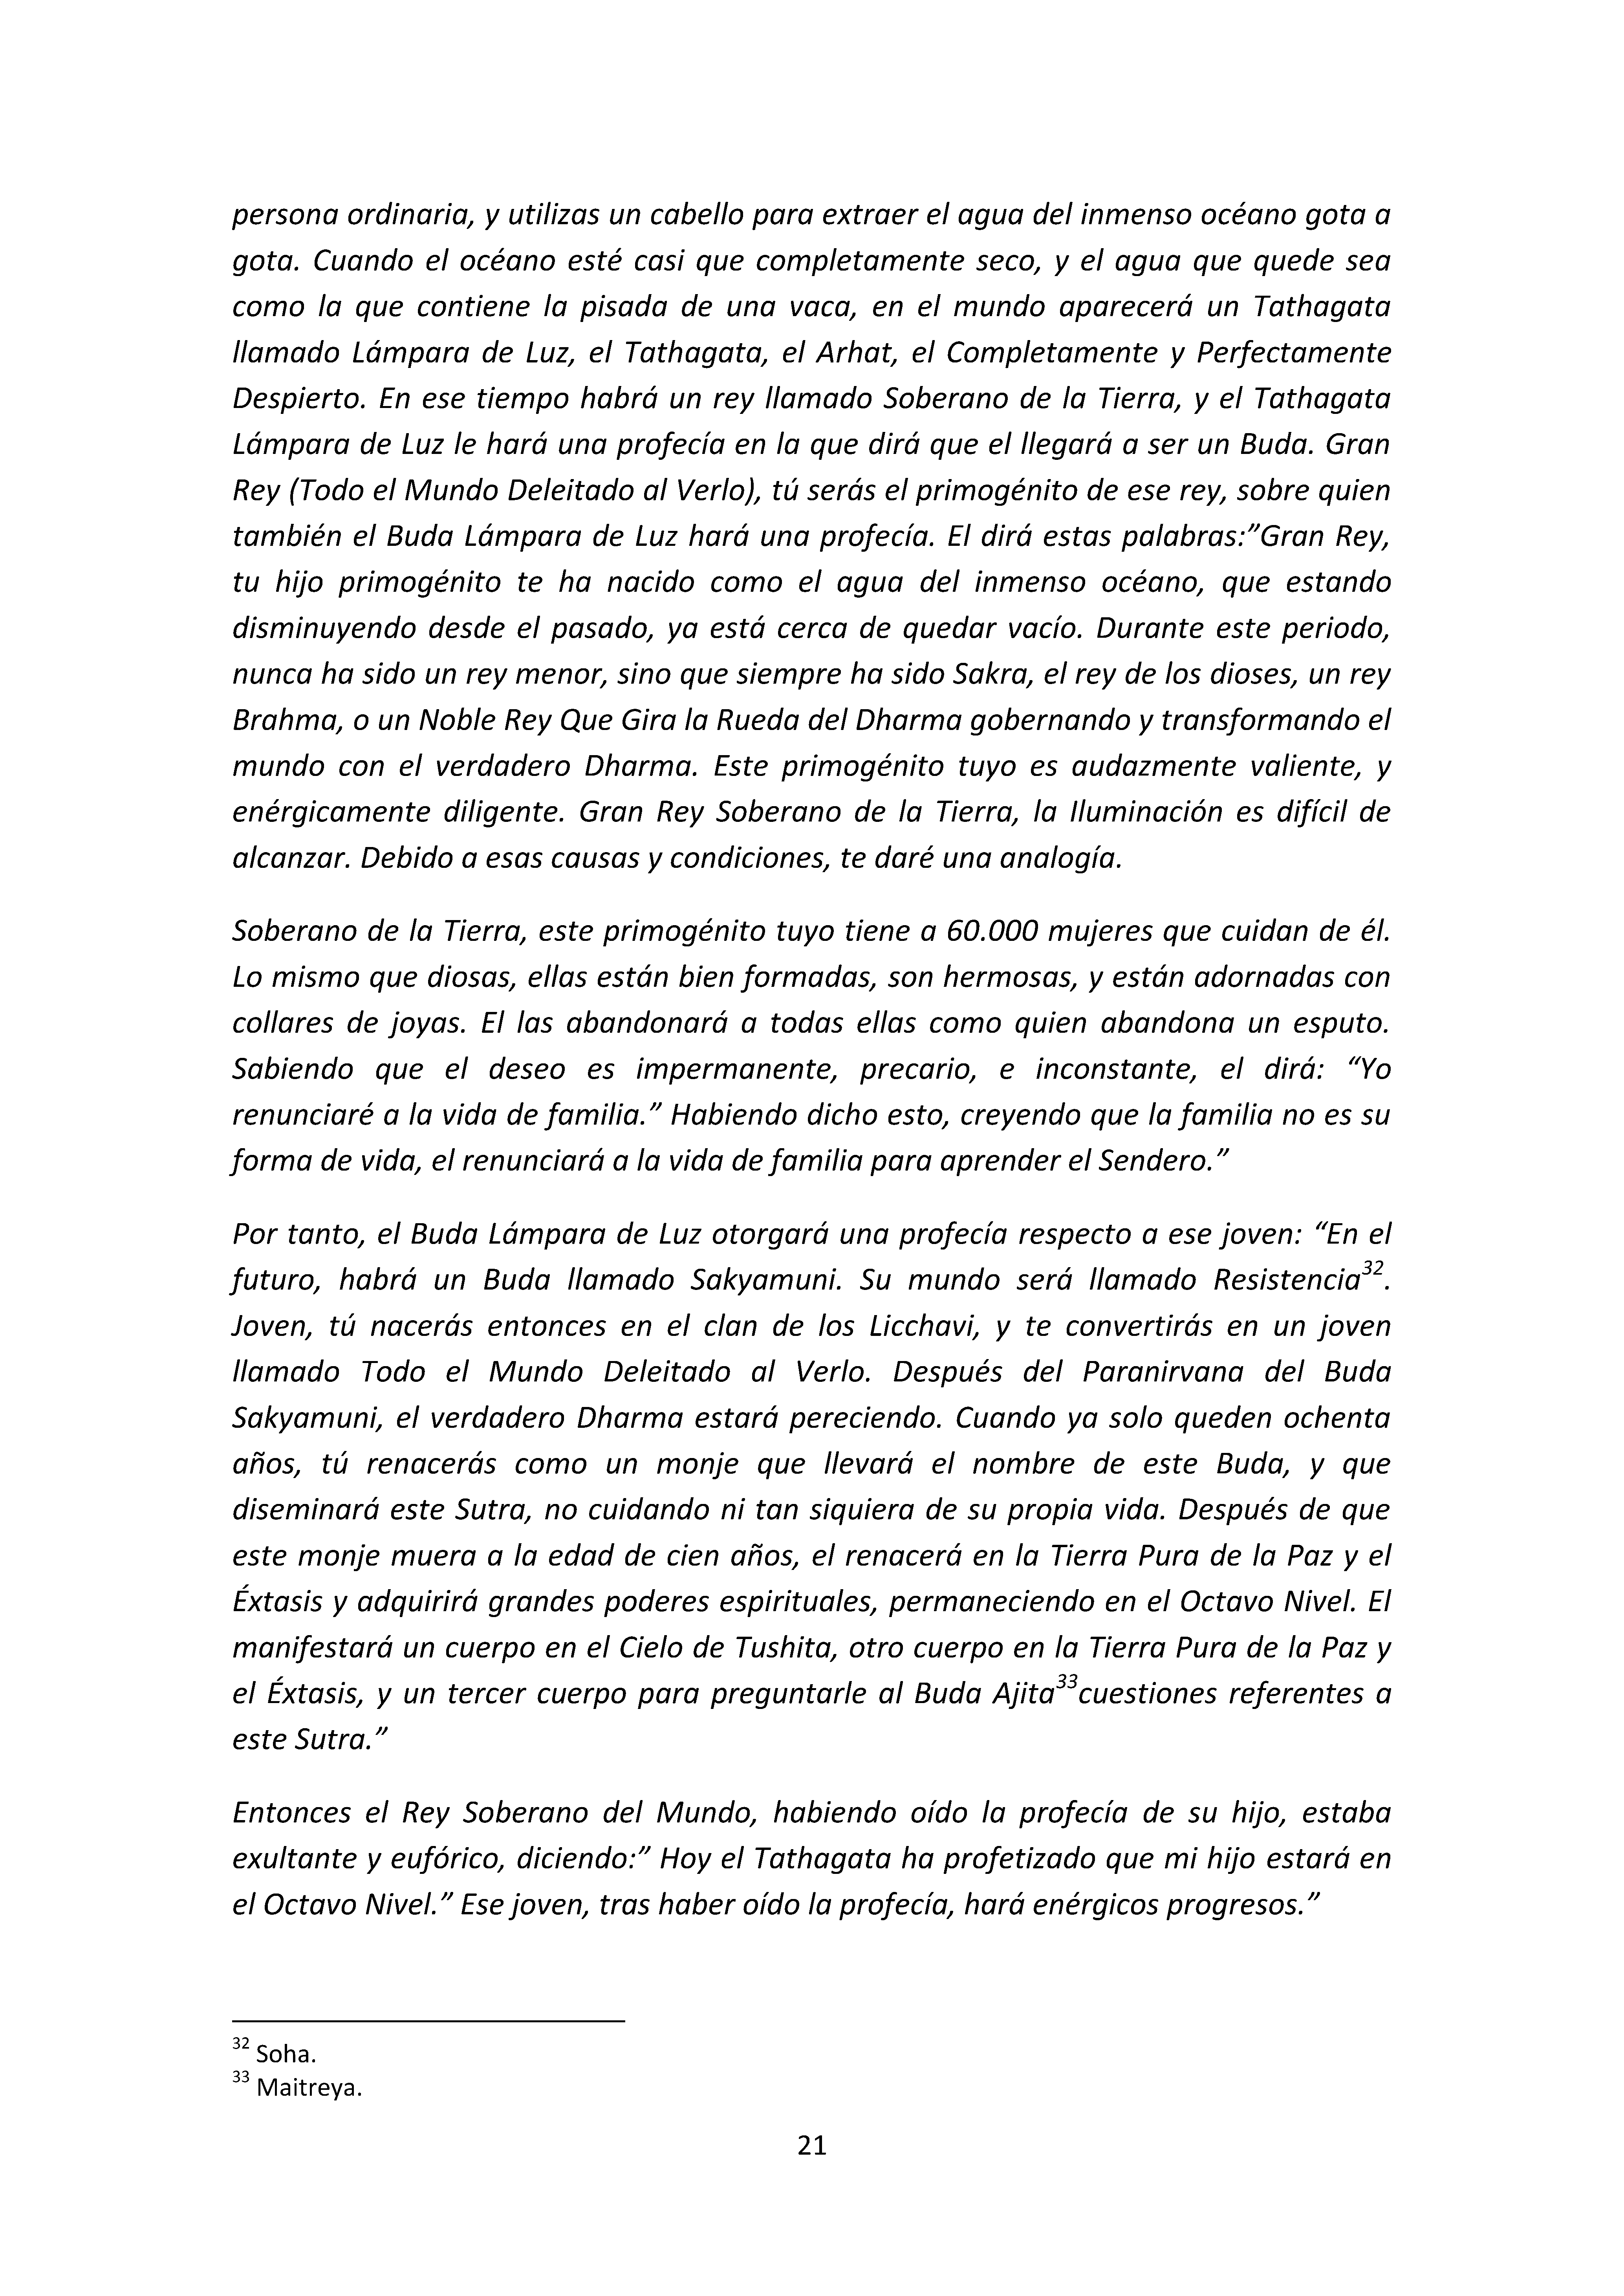 persona ordinaria, y utilizas un cabello para extraer el agua del inmenso océano gota a
gota. Cuando el océano esté casi que completamente seco, y el agua que quede sea
como la que contiene la pisada de una vaca, en el mundo aparecerá un Tathagata
llamado Lámpara de Luz, el Tathagata, el Arhat, el Completamente y Perfectamente
Despierto. En ese tiempo habrá un rey llamado Soberano de la Tierra, y el Tathagata
Lámpara de Luz le hará una profecía en la que dirá que el llegará a ser un Buda. Gran
Rey (Todo el Mundo Deleitado al Verlo), tú serás el primogénito de ese rey, sobre quien
también el Buda Lámpara de Luz hará una profecía. El dirá estas palabras:”Gran Rey,
tu hijo primogénito te ha nacido como el agua del inmenso océano, que estando
disminuyendo desde el pasado, ya está cerca de quedar vacío. Durante este periodo,
nunca ha sido un rey menor, sino que siempre ha sido Sakra, el rey de los dioses, un rey
Brahma, o un Noble Rey Que Gira la Rueda del Dharma gobernando y transformando el
mundo con el verdadero Dharma. Este primogénito tuyo es audazmente valiente, y
enérgicamente diligente. Gran Rey Soberano de la Tierra, la Iluminación es difícil de
alcanzar. Debido a esas causas y condiciones, te daré una analogía.
Soberano de la Tierra, este primogénito tuyo tiene a 60.000 mujeres que cuidan de él.
Lo mismo que diosas, ellas están bien formadas, son hermosas, y están adornadas con
collares de joyas. El las abandonará a todas ellas como quien abandona un esputo.
Sabiendo que el deseo es impermanente, precario, e inconstante, el dirá: “Yo
renunciaré a la vida de familia.” Habiendo dicho esto, creyendo que la familia no es su
forma de vida, el renunciará a la vida de familia para aprender el Sendero.”
Por tanto, el Buda Lámpara de Luz otorgará una profecía respecto a ese joven: “En el
futuro, habrá un Buda llamado Sakyamuni. Su mundo será llamado Resistencia32.
Joven, tú nacerás entonces en el clan de los Licchavi, y te convertirás en un joven
llamado Todo el Mundo Deleitado al Verlo. Después del Paranirvana del Buda
Sakyamuni, el verdadero Dharma estará pereciendo. Cuando ya solo queden ochenta
años, tú renacerás como un monje que llevará el nombre de este Buda, y que
diseminará este Sutra, no cuidando ni tan siquiera de su propia vida. Después de que
este monje muera a la edad de cien años, el renacerá en la Tierra Pura de la Paz y el
Éxtasis y adquirirá grandes poderes espirituales, permaneciendo en el Octavo Nivel. El
manifestará un cuerpo en el Cielo de Tushita, otro cuerpo en la Tierra Pura de la Paz y
el Éxtasis, y un tercer cuerpo para preguntarle al Buda Ajita33cuestiones referentes a
este Sutra.”
Entonces el Rey Soberano del Mundo, habiendo oído la profecía de su hijo, estaba
exultante y eufórico, diciendo:” Hoy el Tathagata ha profetizado que mi hijo estará en
el Octavo Nivel.” Ese joven, tras haber oído la profecía, hará enérgicos progresos.”
32 Soha.
33 Maitreya.
21